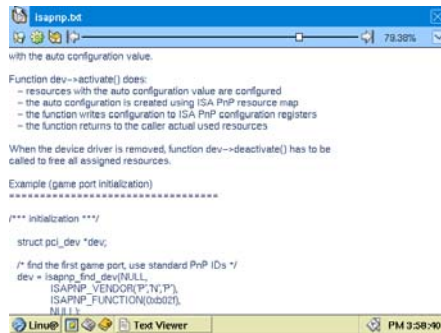 isapnp.txt
79.38%
with the auto configuration value.
Function dev->activate() does:
- resources with the auto configuration value are configured
- the auto configuration is created using ISA PnP resource map
- the function writes configuration to ISA PnP configuration registers
- the function returns to the caller actual used resources
When the device driver is removed, function dev->deactivate() has to be
called to free all assigned resources.
Example (game port initialization)
==================================
/*** initialization ***/
struct pci_dev *dev;
/* find the first game port, use standard PnP IDs */
dev = isapnp_find_dev(NULL,
ISAPNP_VENDOR('P','N','P'),
ISAPNP_FUNCTION(0xb02f),
NULL);
Linu@ Text Viewer PM 3:58:40